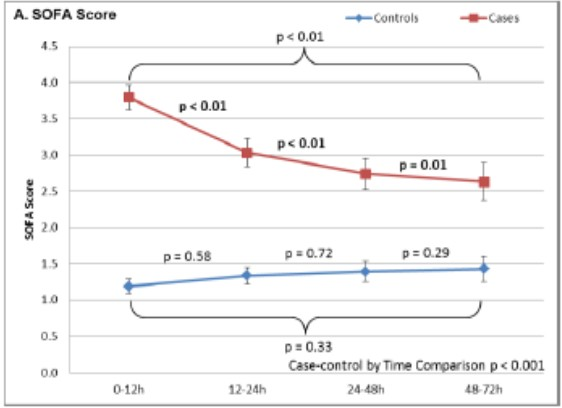 A. SOFA Score
Controls
Cases
p < 0.01
4.5
4.0
3.5
3.0
2.5
2.0
1.5
1.0
0.5
0.0
SOFA Score
p < 0.01
p < 0.01
p = 0.01
p = 0.58
p = 0.72
p = 0.29
p = 0.33
Case-control by Time Comparison p < 0.001
0-12h
12-24h
24-48h
48-72h